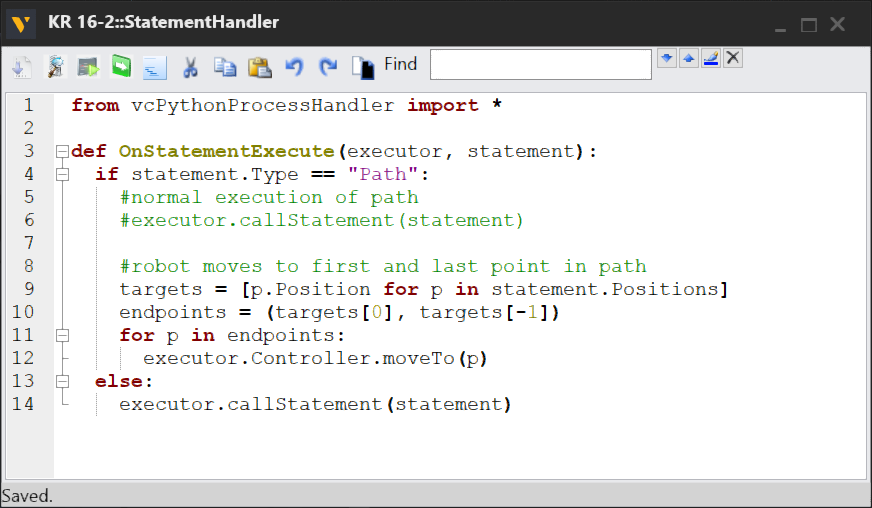 KR 16-2::StatementHandler
Find
1 from vcPythonProcessHandler import *
2
3 def OnStatementExecute(executor, statement):
4   if statement.Type == "Path":
5     #normal execution of path
6     #executor.callStatement(statement)
7
8     #robot moves to first and last point in path
9     targets = [p.Position for p in statement.Positions]
10     endpoints = (targets[0], targets[-1])
11     for p in endpoints:
12       executor.Controller.moveTo(p)
13   else:
14     executor.callStatement(statement)
Saved.